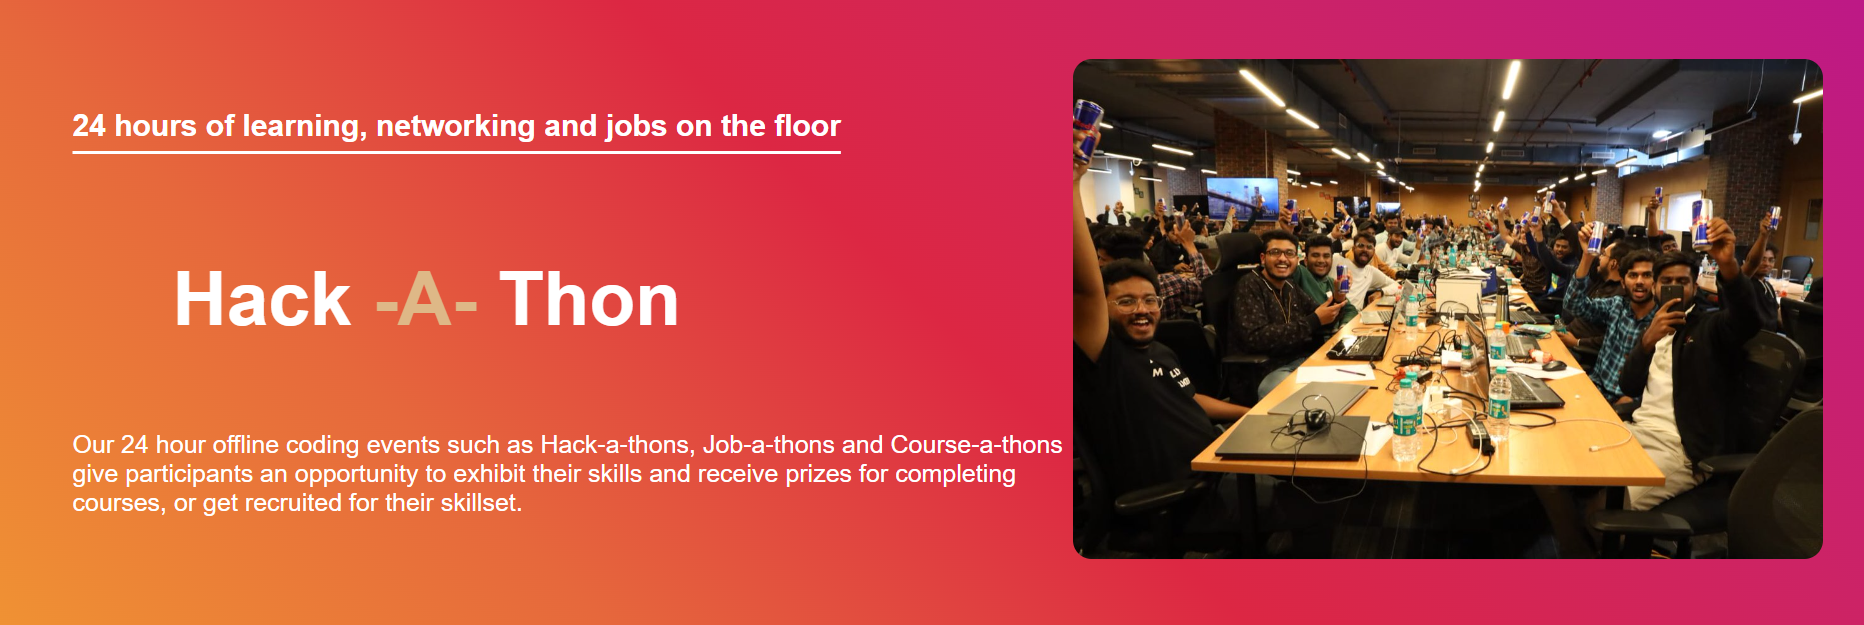 24 hours of learning, networking and jobs on the floor
Hack -A- Thon
Our 24 hour offline coding events such as Hack-a-thons, Job-a-thons and Course-a-thons
give participants an opportunity to exhibit their skills and receive prizes for completing
courses, or get recruited for their skillset.